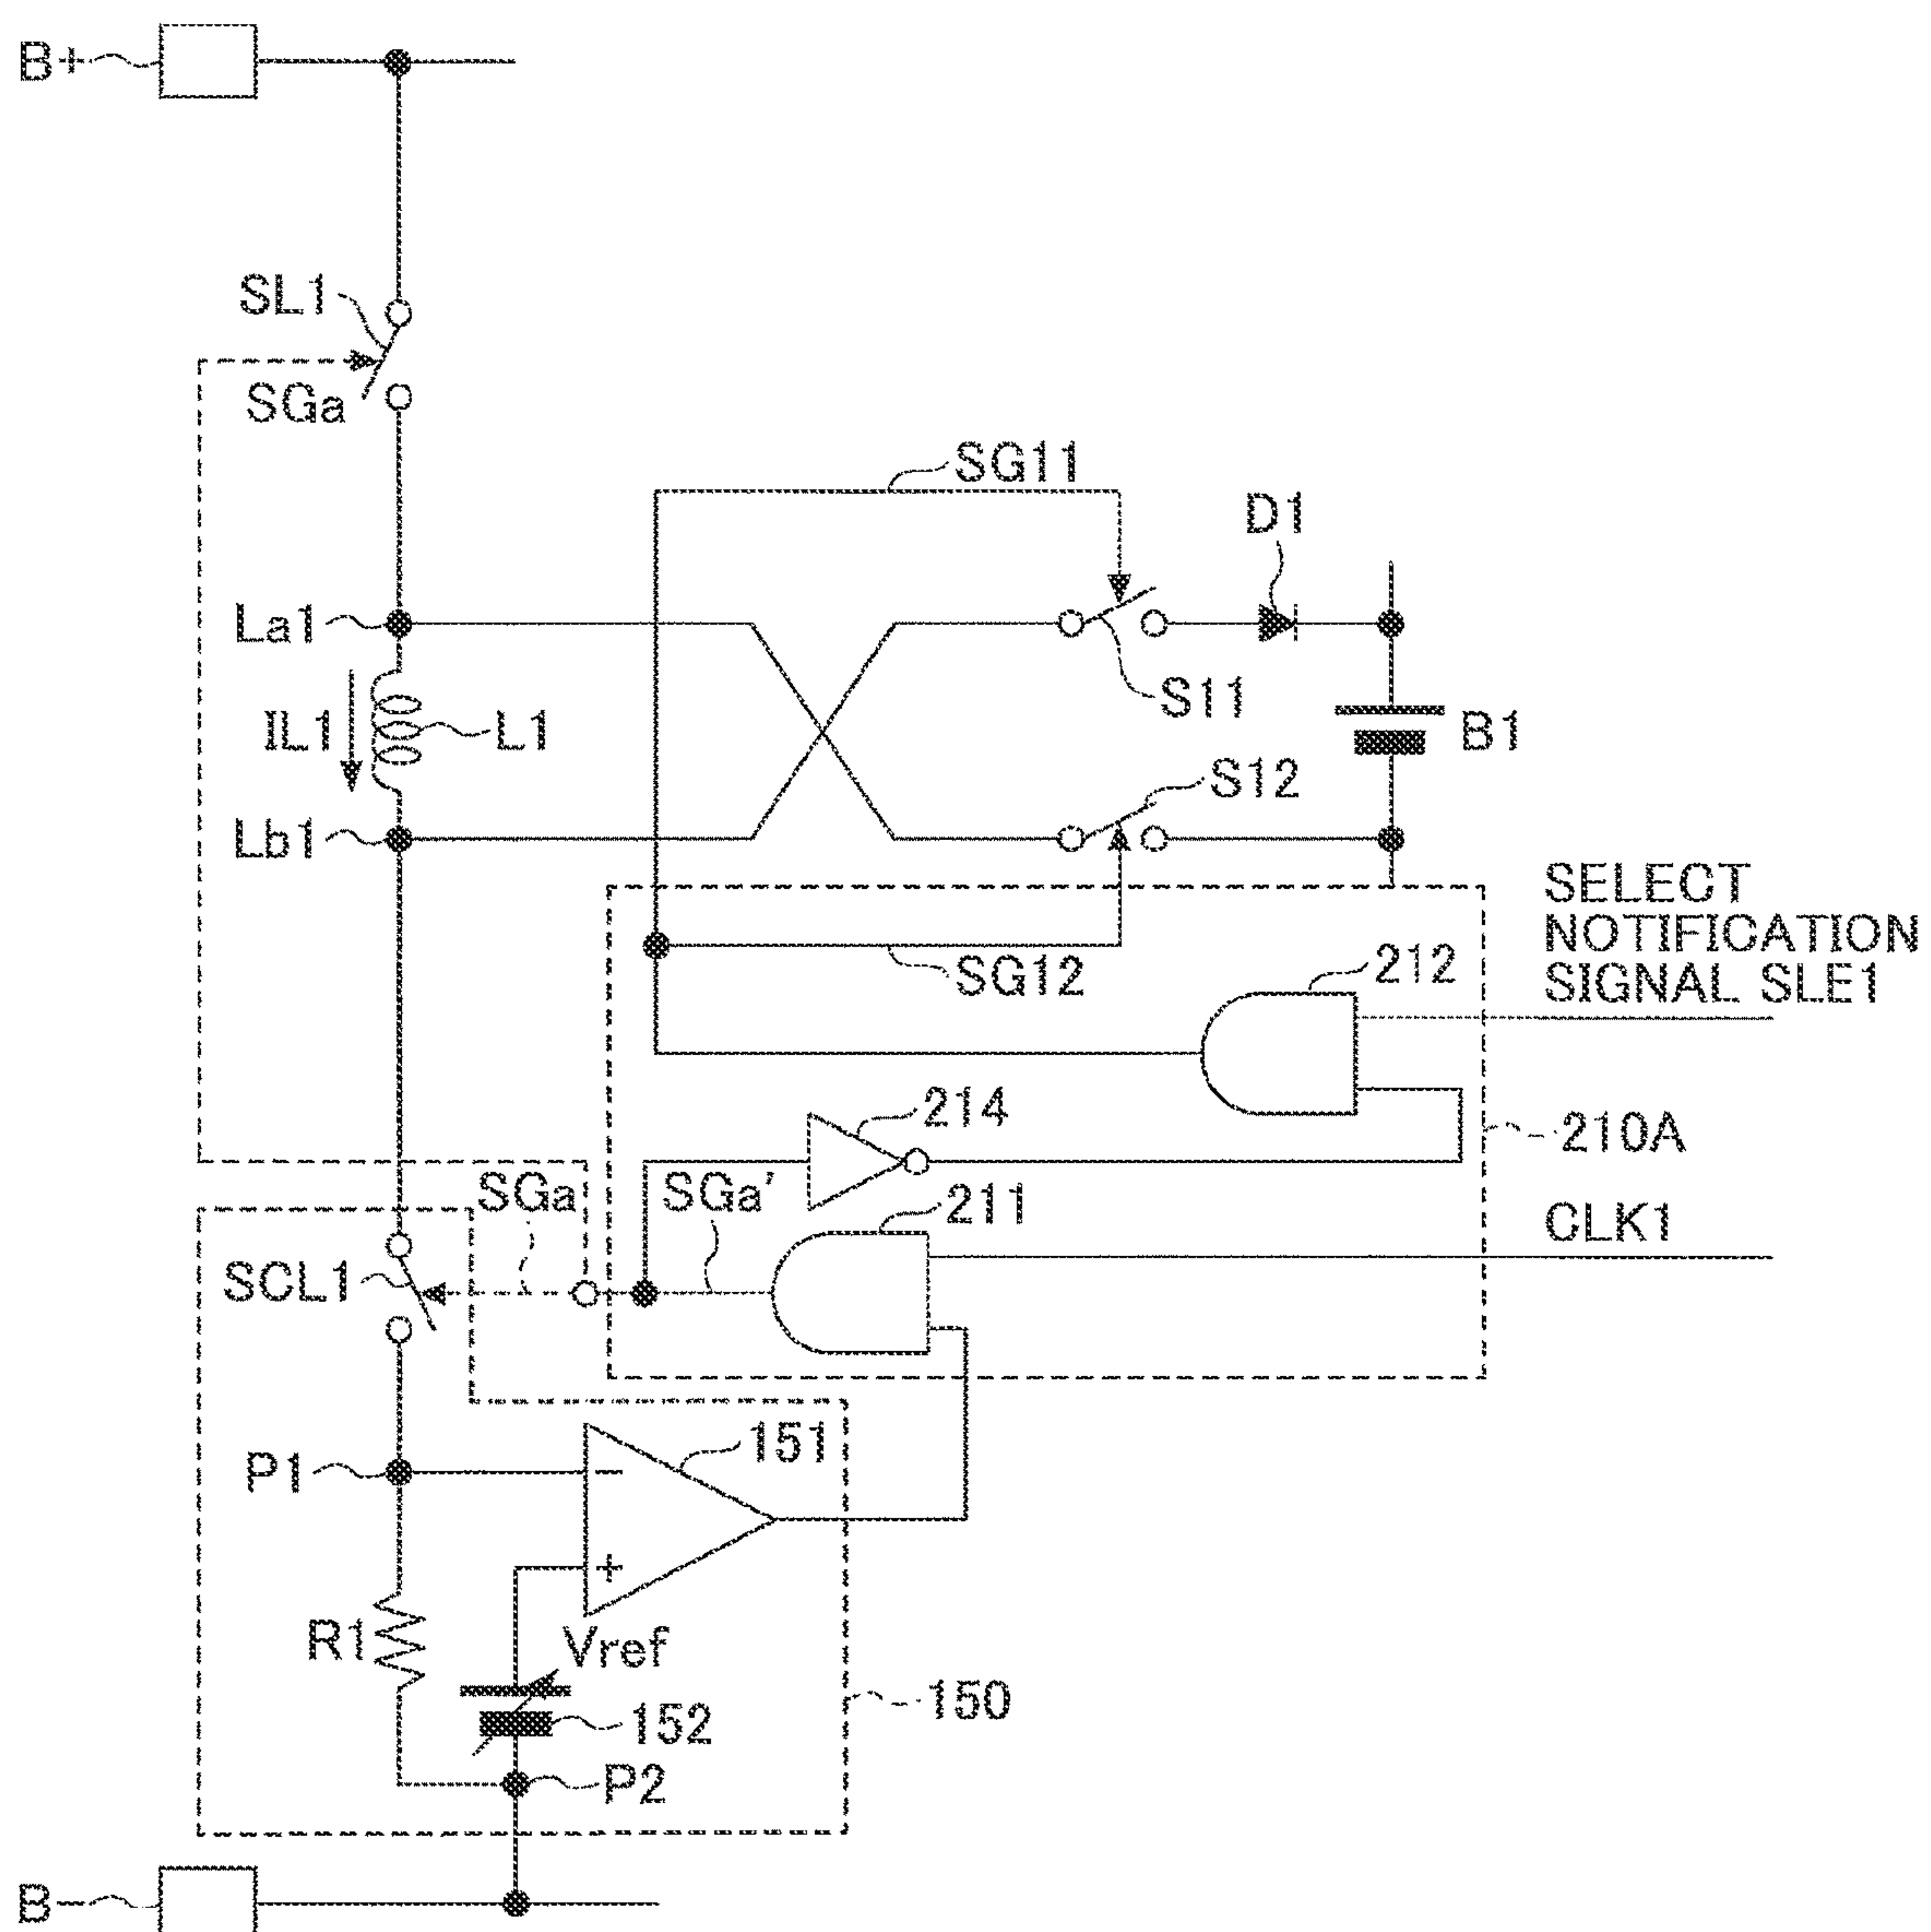 B+
SL1
SGa
SG11
D1
La1
S11
IL1
L1
B1
S12
Lb1
SELECT
NOTIFICATION
SIGNAL SLE1
SG12
212
214
210A
SGa
SGa'
211
CLK1
SCL1
151
P1
−
+
R1
Vref
150
152
P2
B-